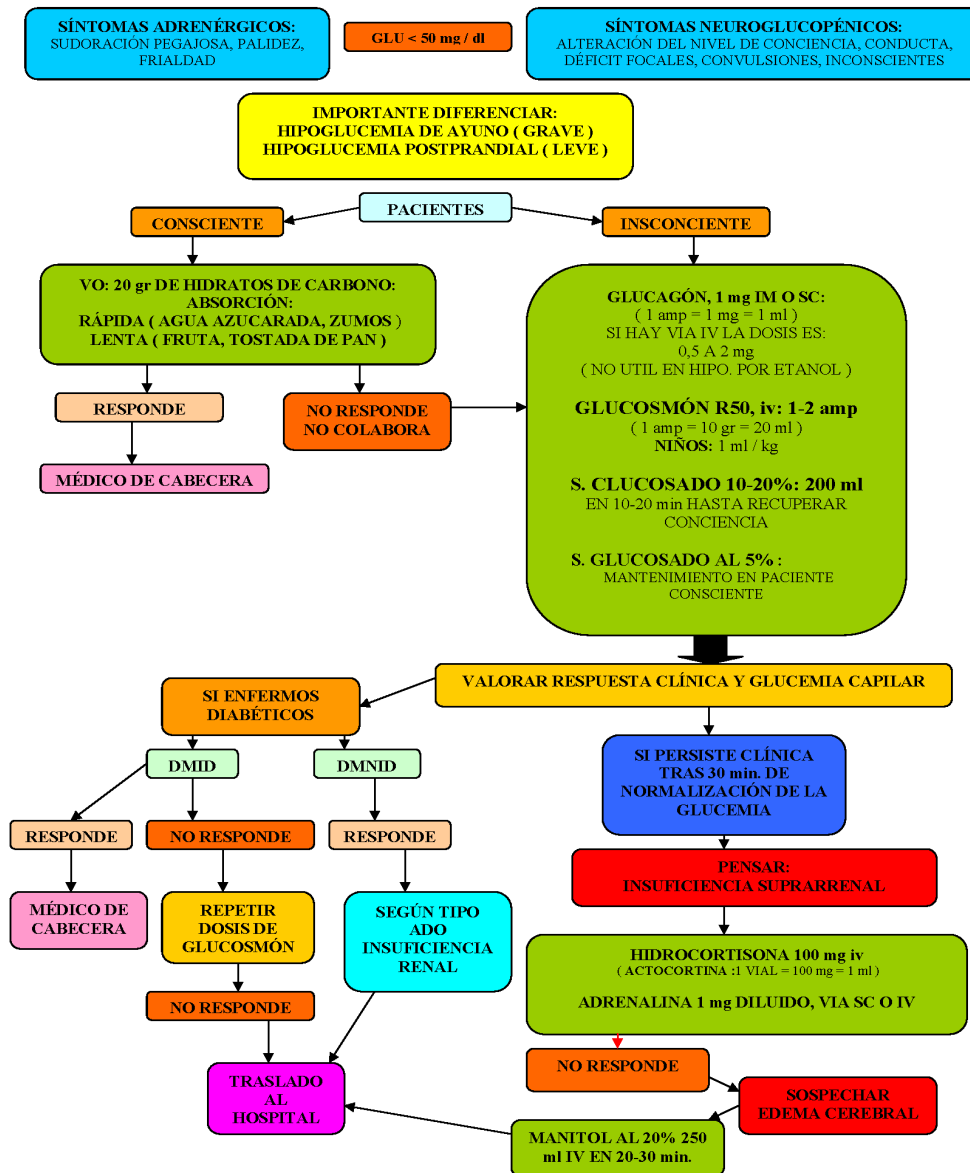 SÍNTOMAS ADRENÉRGICOS:
SUDORACIÓN PEGAJOSA, PALIDEZ,
FRIALDAD
GLU < 50 mg / dl
SÍNTOMAS NEUROGLUCOPÉNICOS:
ALTERACIÓN DEL NIVEL DE CONCIENCIA, CONDUCTA,
DÉFICIT FOCALES, CONVULSIONES, INCONSCIENTES
IMPORTANTE DIFERENCIAR:
HIPOGLUCEMIA DE AYUNO ( GRAVE )
HIPOGLUCEMIA POSTPRANDIAL ( LEVE )
PACIENTES
CONSCIENTE
INSCONCIENTE
VO: 20 gr DE HIDRATOS DE CARBONO:
ABSORCIÓN:
RÁPIDA ( AGUA AZUCARADA, ZUMOS )
LENTA ( FRUTA, TOSTADA DE PAN )
RESPONDE
NO RESPONDE
NO COLABORA
MÉDICO DE CABECERA
GLUCAGÓN, 1 mg IM O SC:
( 1 amp = 1 mg = 1 ml )
SI HAY VIA IV LA DOSIS ES:
0,5 A 2 mg
( NO UTIL EN HIPO. POR ETANOL )
GLUCOSMÓN R50, iv: 1-2 amp
( 1 amp = 10 gr = 20 ml )
NIÑOS: 1 ml / kg
S. CLUCOSADO 10-20%: 200 ml
EN 10-20 min HASTA RECUPERAR
CONCIENCIA
S. GLUCOSADO AL 5% :
MANTENIMIENTO EN PACIENTE
CONSCIENTE
VALORAR RESPUESTA CLÍNICA Y GLUCEMIA CAPILAR
SI ENFERMOS
DIABÉTICOS
DMID
DMNID
RESPONDE
NO RESPONDE
RESPONDE
MÉDICO DE
CABECERA
REPETIR
DOSIS DE
GLUCOSMÓN
SEGÚN TIPO
ADO
INSUFICIENCIA
RENAL
NO RESPONDE
TRASLADO
AL
HOSPITAL
SI PERSISTE CLÍNICA
TRAS 30 min. DE
NORMALIZACIÓN DE LA
GLUCEMIA
PENSAR:
INSUFICIENCIA SUPRARRENAL
HIDROCORTISONA 100 mg iv
( ACTOCORTINA :1 VIAL = 100 mg = 1 ml )
ADRENALINA 1 mg DILUIDO, VIA SC O IV
NO RESPONDE
SOSPECHAR
EDEMA CEREBRAL
MANITOL AL 20% 250
ml IV EN 20-30 min.